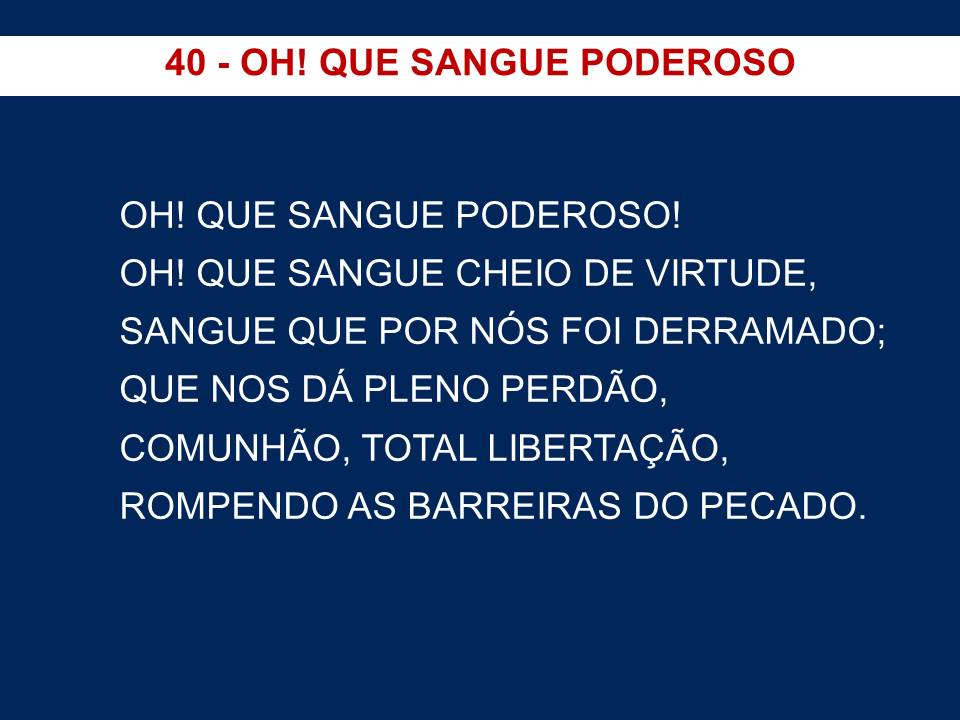 40 - OH! QUE SANGUE PODEROSO
OH! QUE SANGUE PODEROSO!
OH! QUE SANGUE CHEIO DE VIRTUDE,
SANGUE QUE POR NÓS FOI DERRAMADO;
QUE NOS DÁ PLENO PERDÃO,
COMUNHÃO, TOTAL LIBERTAÇÃO,
ROMPENDO AS BARREIRAS DO PECADO.